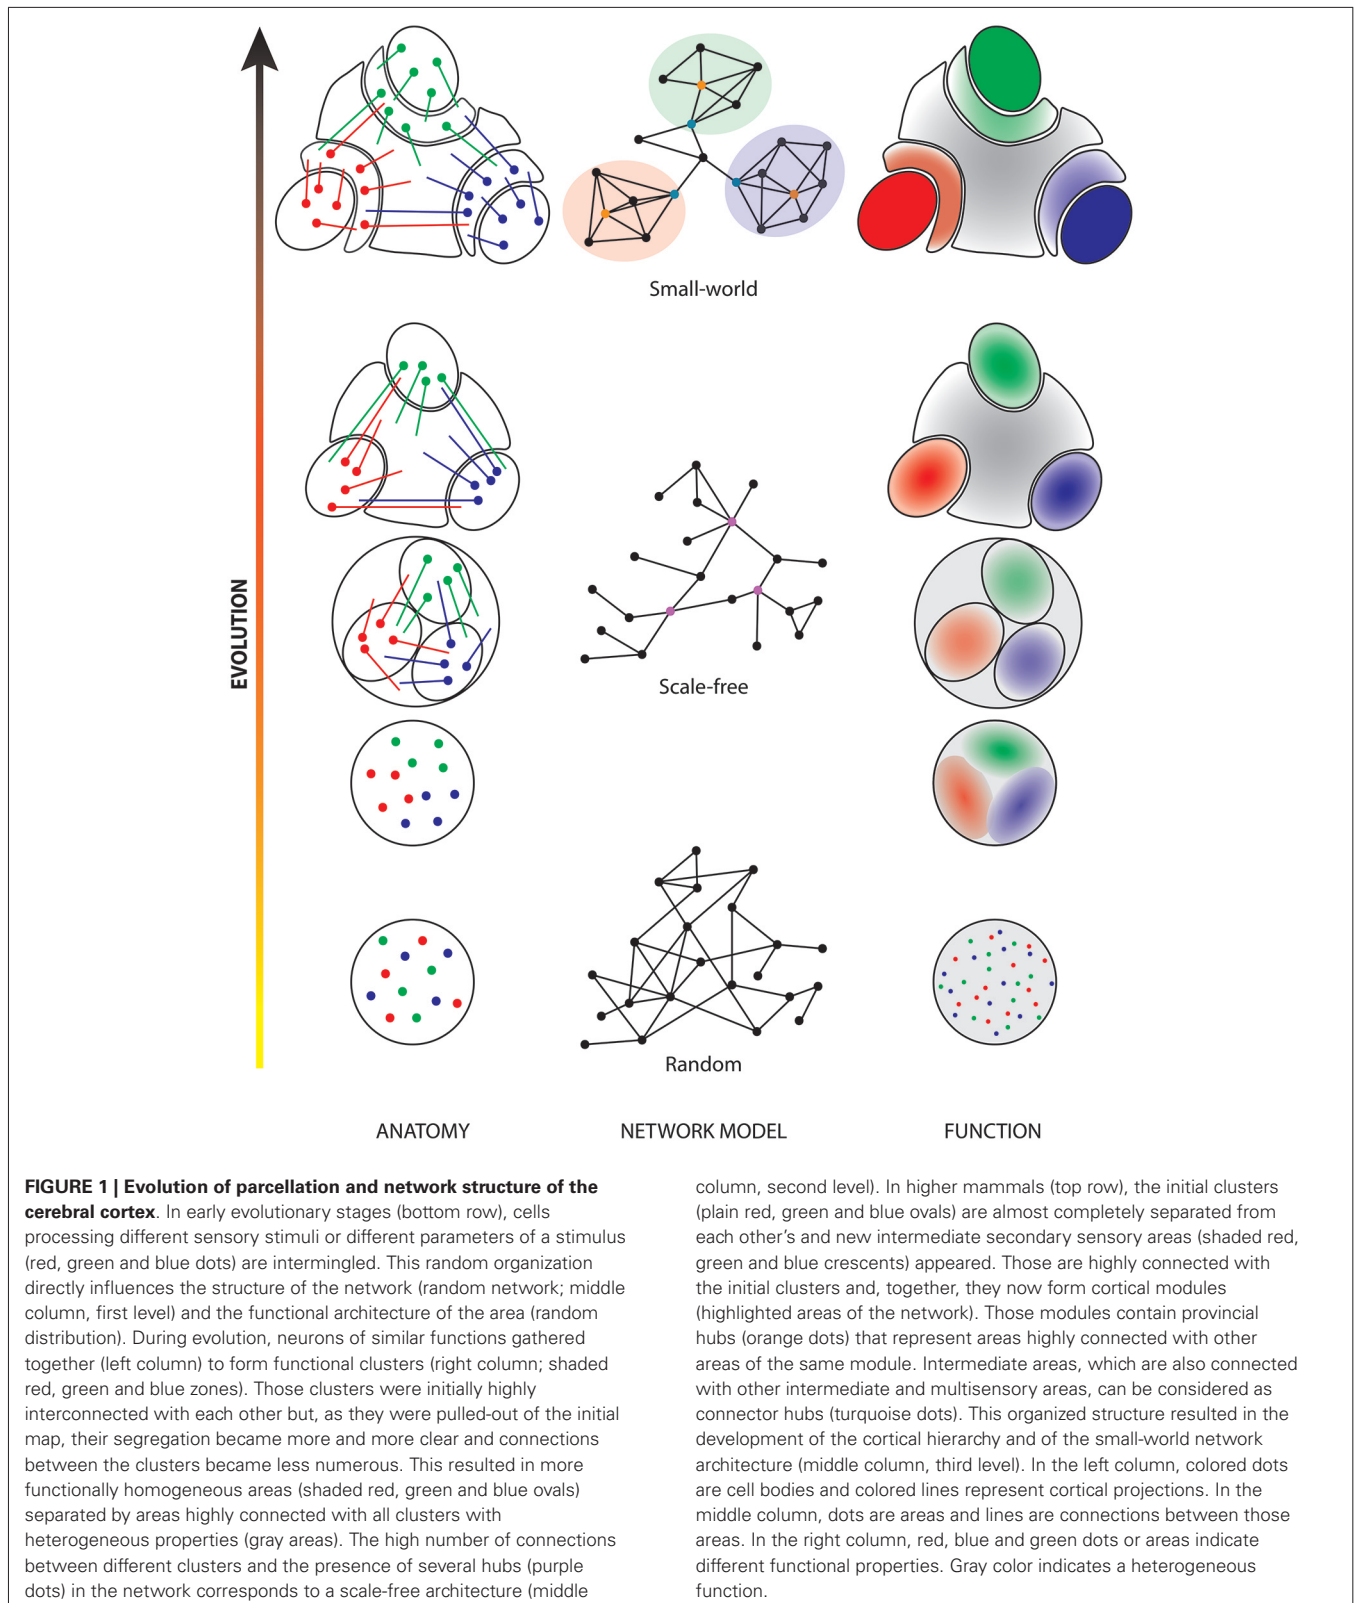 Small-world
EVOLUTION
Scale-free
Random
ANATOMY
NETWORK MODEL
FUNCTION
FIGURE 1 | Evolution of parcellation and network structure of the
cerebral cortex. In early evolutionary stages (bottom row), cells
processing different sensory stimuli or different parameters of a stimulus
(red, green and blue dots) are intermingled. This random organization
directly influences the structure of the network (random network; middle
column, first level) and the functional architecture of the area (random
distribution). During evolution, neurons of similar functions gathered
together (left column) to form functional clusters (right column; shaded
red, green and blue zones). Those clusters were initially highly
interconnected with each other but, as they were pulled-out of the initial
map, their segregation became more and more clear and connections
between the clusters became less numerous. This resulted in more
functionally homogeneous areas (shaded red, green and blue ovals)
separated by areas highly connected with all clusters with
heterogeneous properties (gray areas). The high number of connections
between different clusters and the presence of several hubs (purple
dots) in the network corresponds to a scale-free architecture (middle
column, second level). In higher mammals (top row), the initial clusters
(plain red, green and blue ovals) are almost completely separated from
each other's and new intermediate secondary sensory areas (shaded red,
green and blue crescents) appeared. Those are highly connected with
the initial clusters and, together, they now form cortical modules
(highlighted areas of the network). Those modules contain provincial
hubs (orange dots) that represent areas highly connected with other
areas of the same module. Intermediate areas, which are also connected
with other intermediate and multisensory areas, can be considered as
connector hubs (turquoise dots). This organized structure resulted in the
development of the cortical hierarchy and of the small-world network
architecture (middle column, third level). In the left column, colored dots
are cell bodies and colored lines represent cortical projections. In the
middle column, dots are areas and lines are connections between those
areas. In the right column, red, blue and green dots or areas indicate
different functional properties. Gray color indicates a heterogeneous
function.